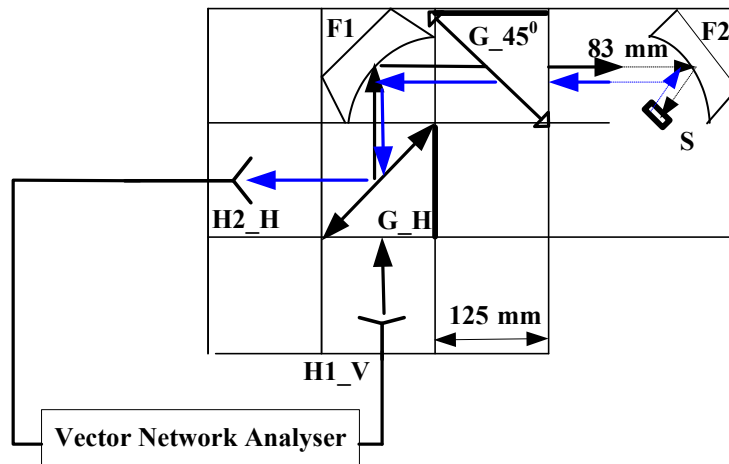 F1
G_45⁰
F2
83 mm
S
H2_H
G_H
125 mm
H1_V
Vector Network Analyser